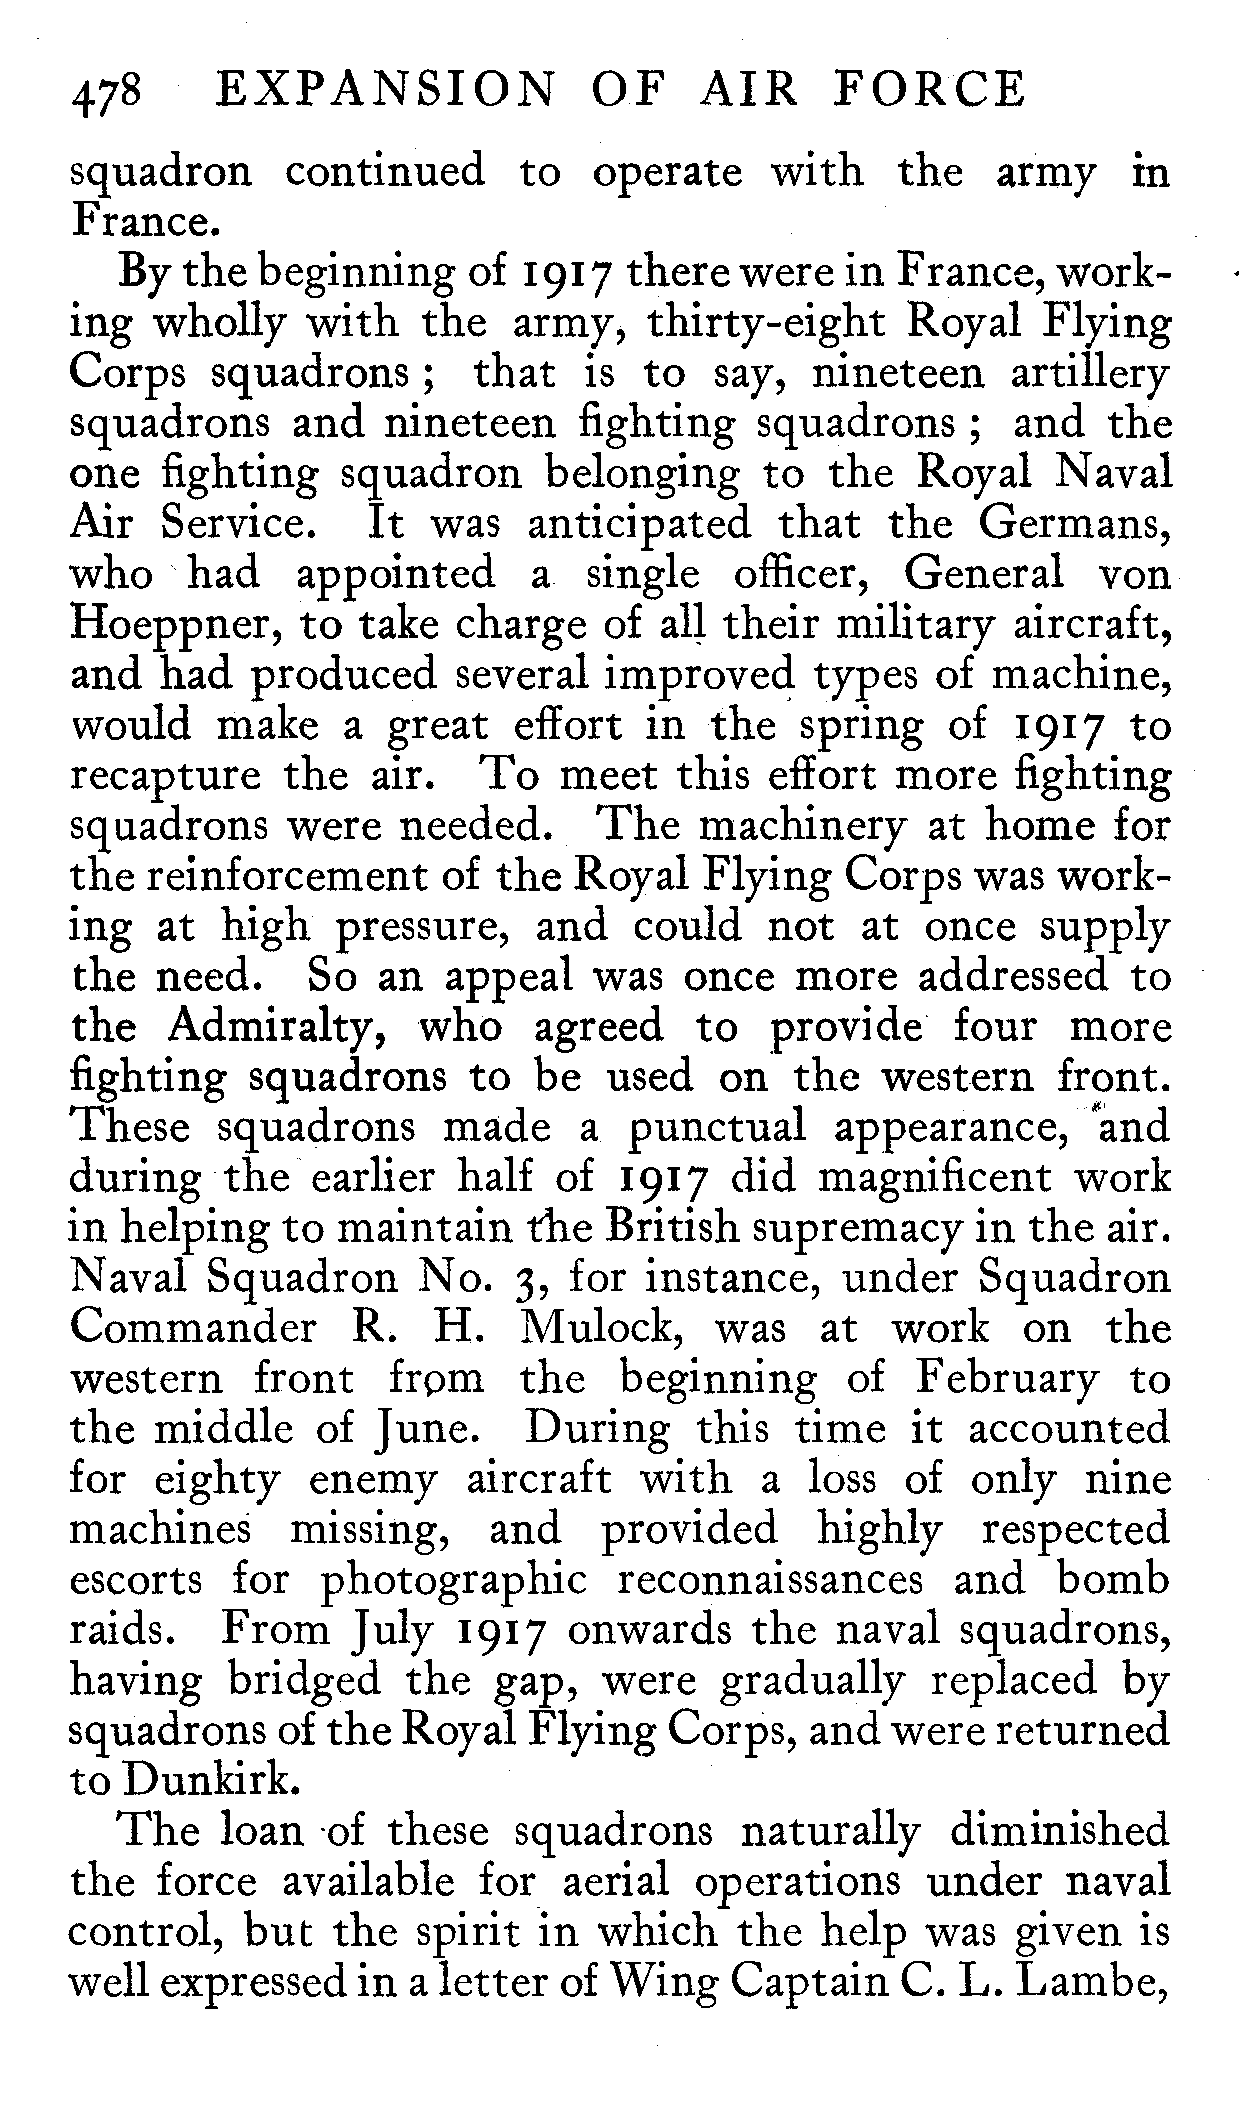 478 EXPANSION OF AIR FORCE
squadron continued to operate with the army in
France.
By the beginning of 1917 there were in France, work-
ing wholly with the army, thirty-eight Royal Flying
Corps squadrons ; that is to say, nineteen artillery
squadrons and nineteen fighting squadrons ; and the
one fighting squadron belonging to the Royal Naval
Air Service. It was anticipated that the Germans,
who had appointed a single officer, General von
Hoeppner, to take charge of all their military aircraft,
and had produced several improved types of machine,
would make a great effort in the spring of 1917 to
recapture the air. To meet this effort more fighting
squadrons were needed. The machinery at home for
the reinforcement of the Royal Flying Corps was work-
ing at high pressure, and could not at once supply
the need. So an appeal was once more addressed to
the Admiralty, who agreed to provide four more
fighting squadrons to be used on the western front.
These squadrons made a punctual appearance, and
during the earlier half of 1917 did magnificent work
in helping to maintain the British supremacy in the air.
Naval Squadron No. 3, for instance, under Squadron
Commander R. H. Mulock, was at work on the
western front from the beginning of February to
the middle of June. During this time it accounted
for eighty enemy aircraft with a loss of only nine
machines missing, and provided highly respected
escorts for photographic reconnaissances and bomb
raids. From July 1917 onwards the naval squadrons,
having bridged the gap, were gradually replaced by
squadrons of the Royal Flying Corps, and were returned
to Dunkirk.
The loan of these squadrons naturally diminished
the force available for aerial operations under naval
control, but the spirit in which the help was given is
well expressed in a letter of Wing Captain C. L. Lambe,